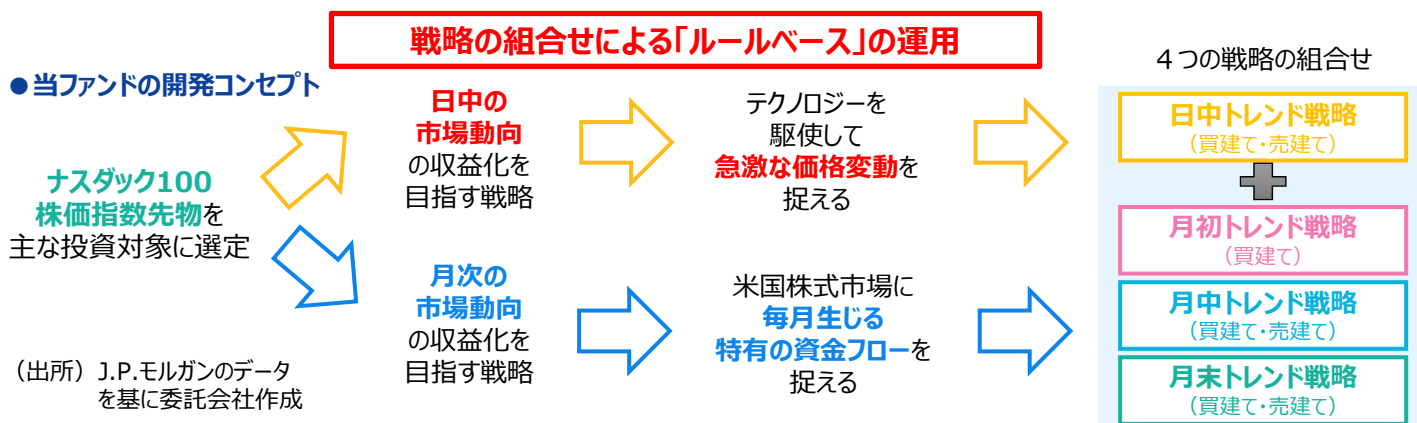 戦略の組合せによる「ルールベース」の運用
●当ファンドの開発コンセプト
ナスダック100
株価指数先物を
主な投資対象に選定
日中の
市場動向
の収益化を
目指す戦略
テクノロジーを
駆使して
急激な価格変動を
捉える
月次の
市場動向
の収益化を
目指す戦略
米国株式市場に
毎月生じる
特有の資金フローを
捉える
４つの戦略の組合せ
日中トレンド戦略
（買建て・売建て）
月初トレンド戦略
（買建て）
月中トレンド戦略
（買建て・売建て）
月末トレンド戦略
（買建て・売建て）
（出所）J.P.モルガンのデータ
を基に委託会社作成